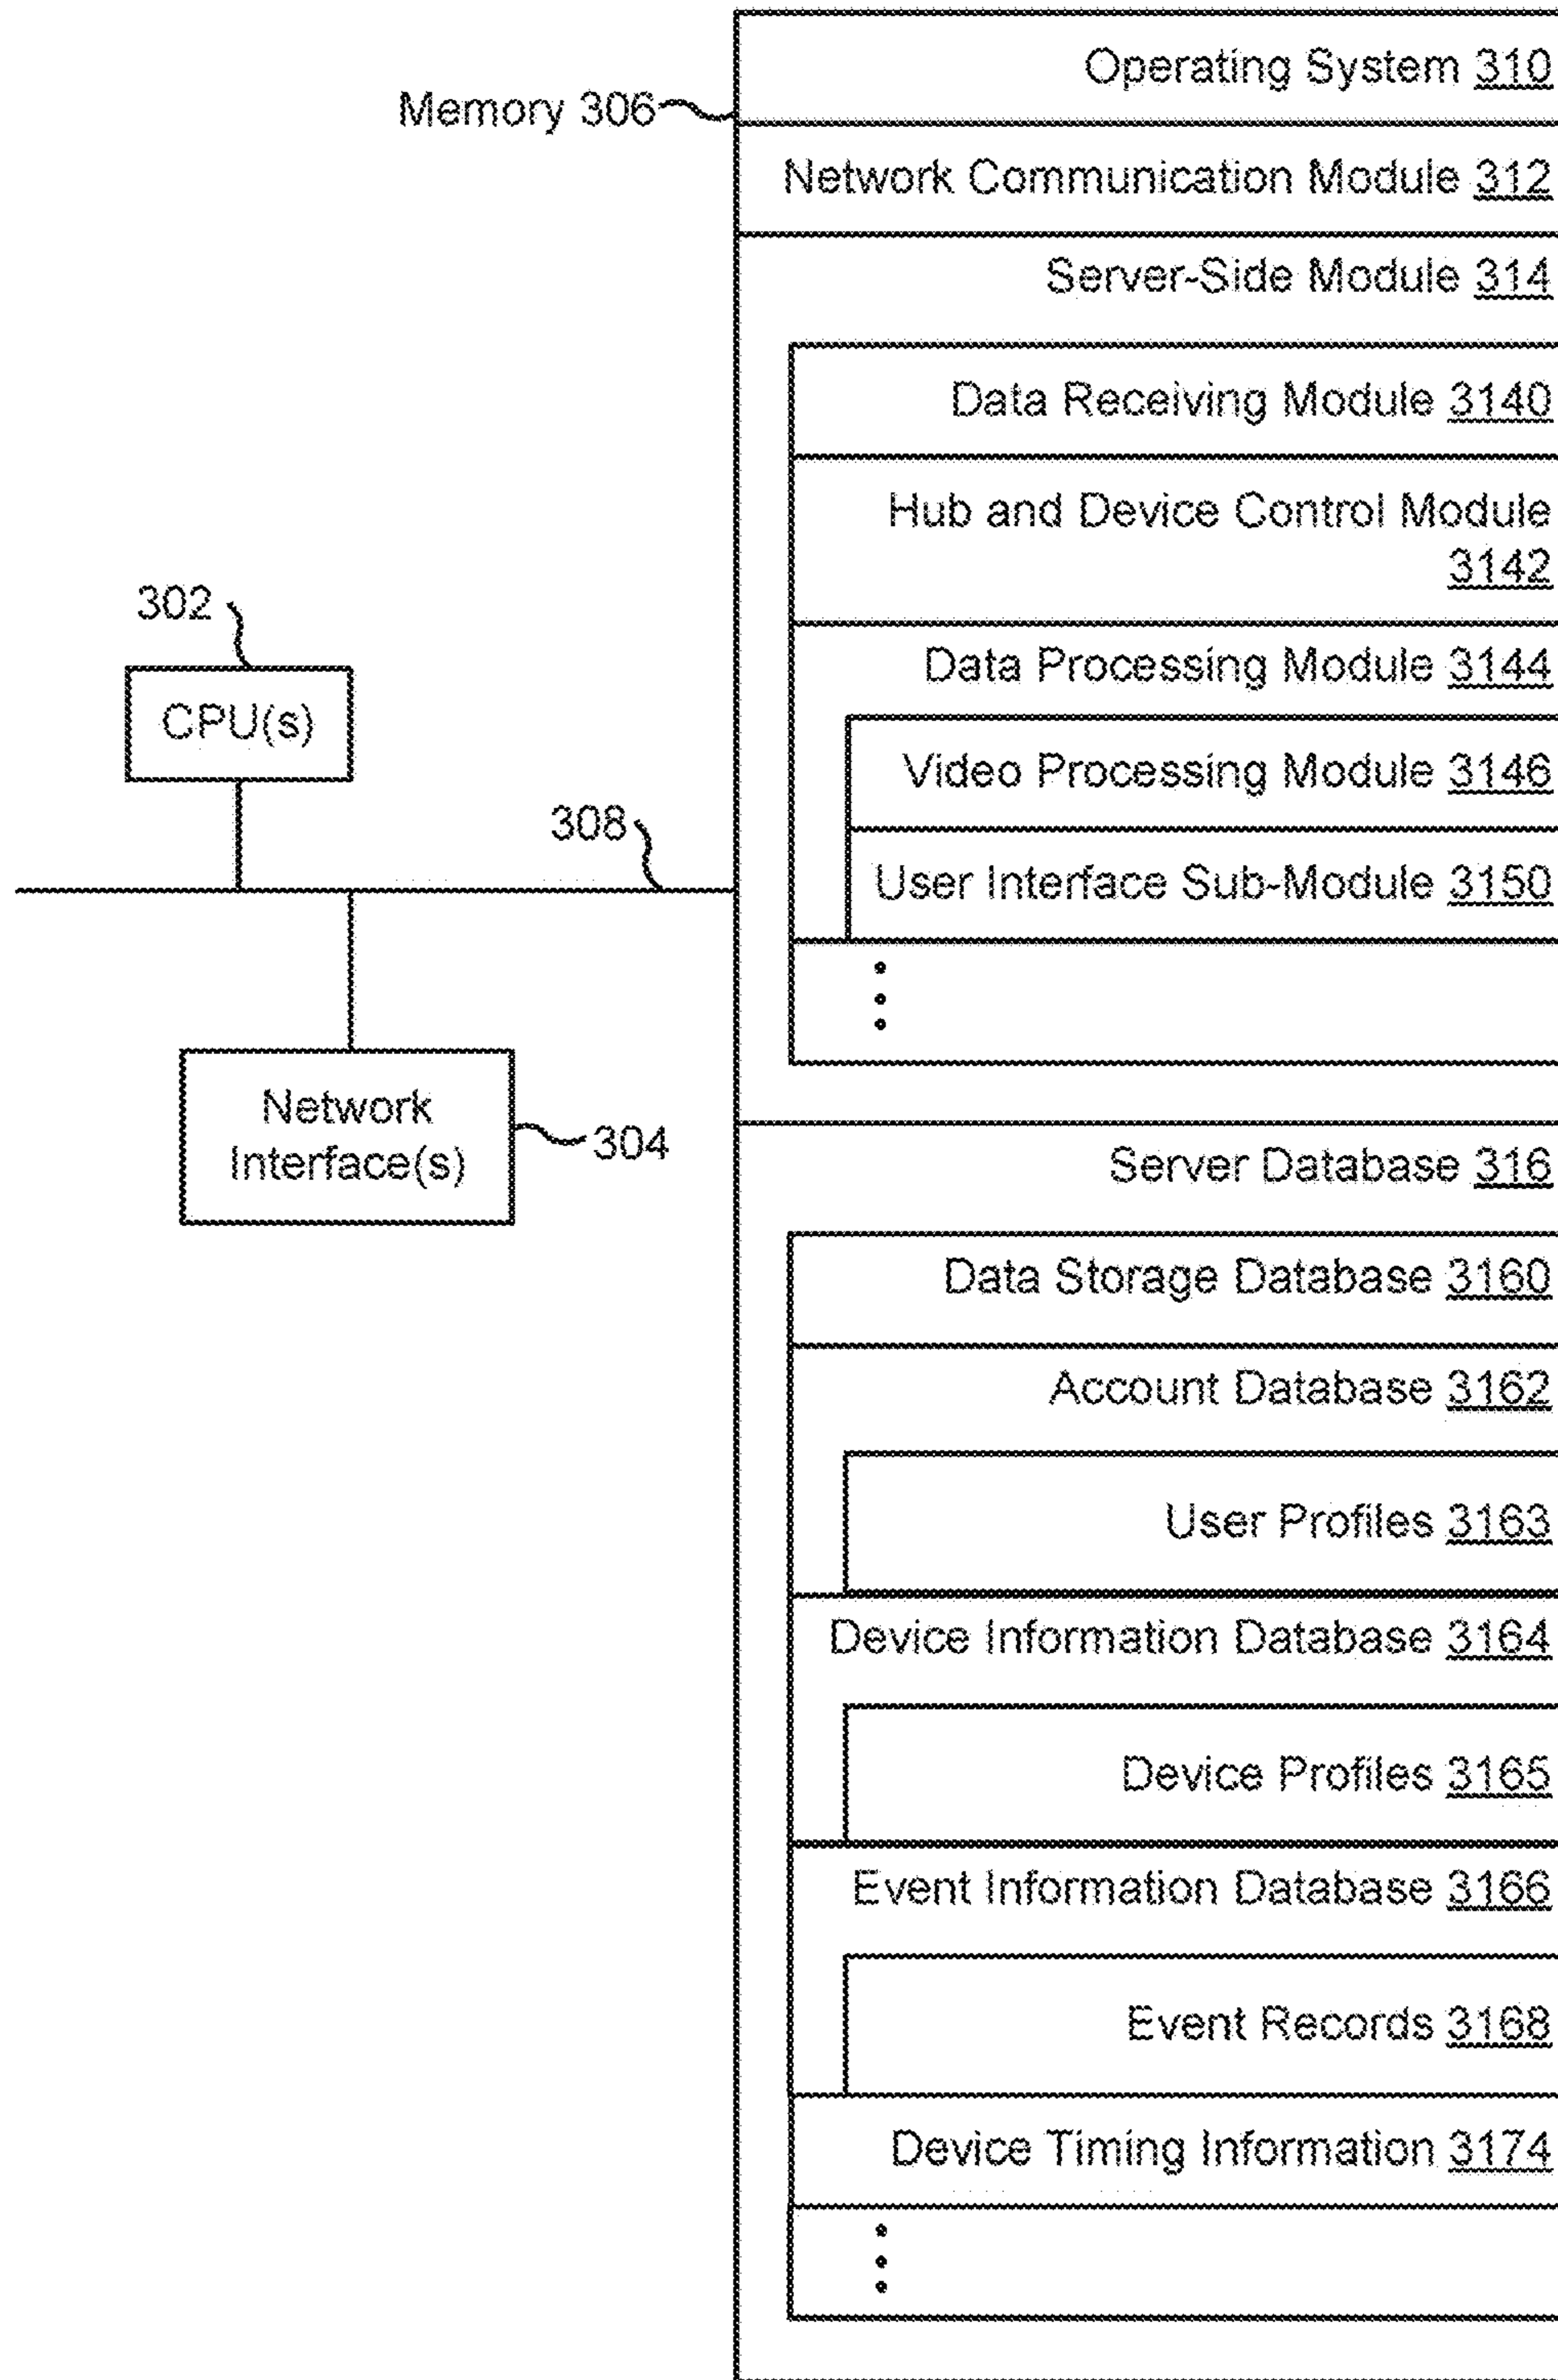 Operating System 310
Memory 306
Network Communication Module 312
Server-Side Module 314
Data Receiving Module 3140
Hub and Device Control Module
3142
302
Data Processing Module 3144
CPU(s)
Video Processing Module 3146
308
User Interface Sub-Module 3150
Network
Interface(s)
304
Server Database 316
Data Storage Database 3160
Account Database 3162
User Profiles 3163
Device Information Database 3164
Device Profiles 3165
Event Information Database 3166
Event Records 3168
Device Timing Information 3174